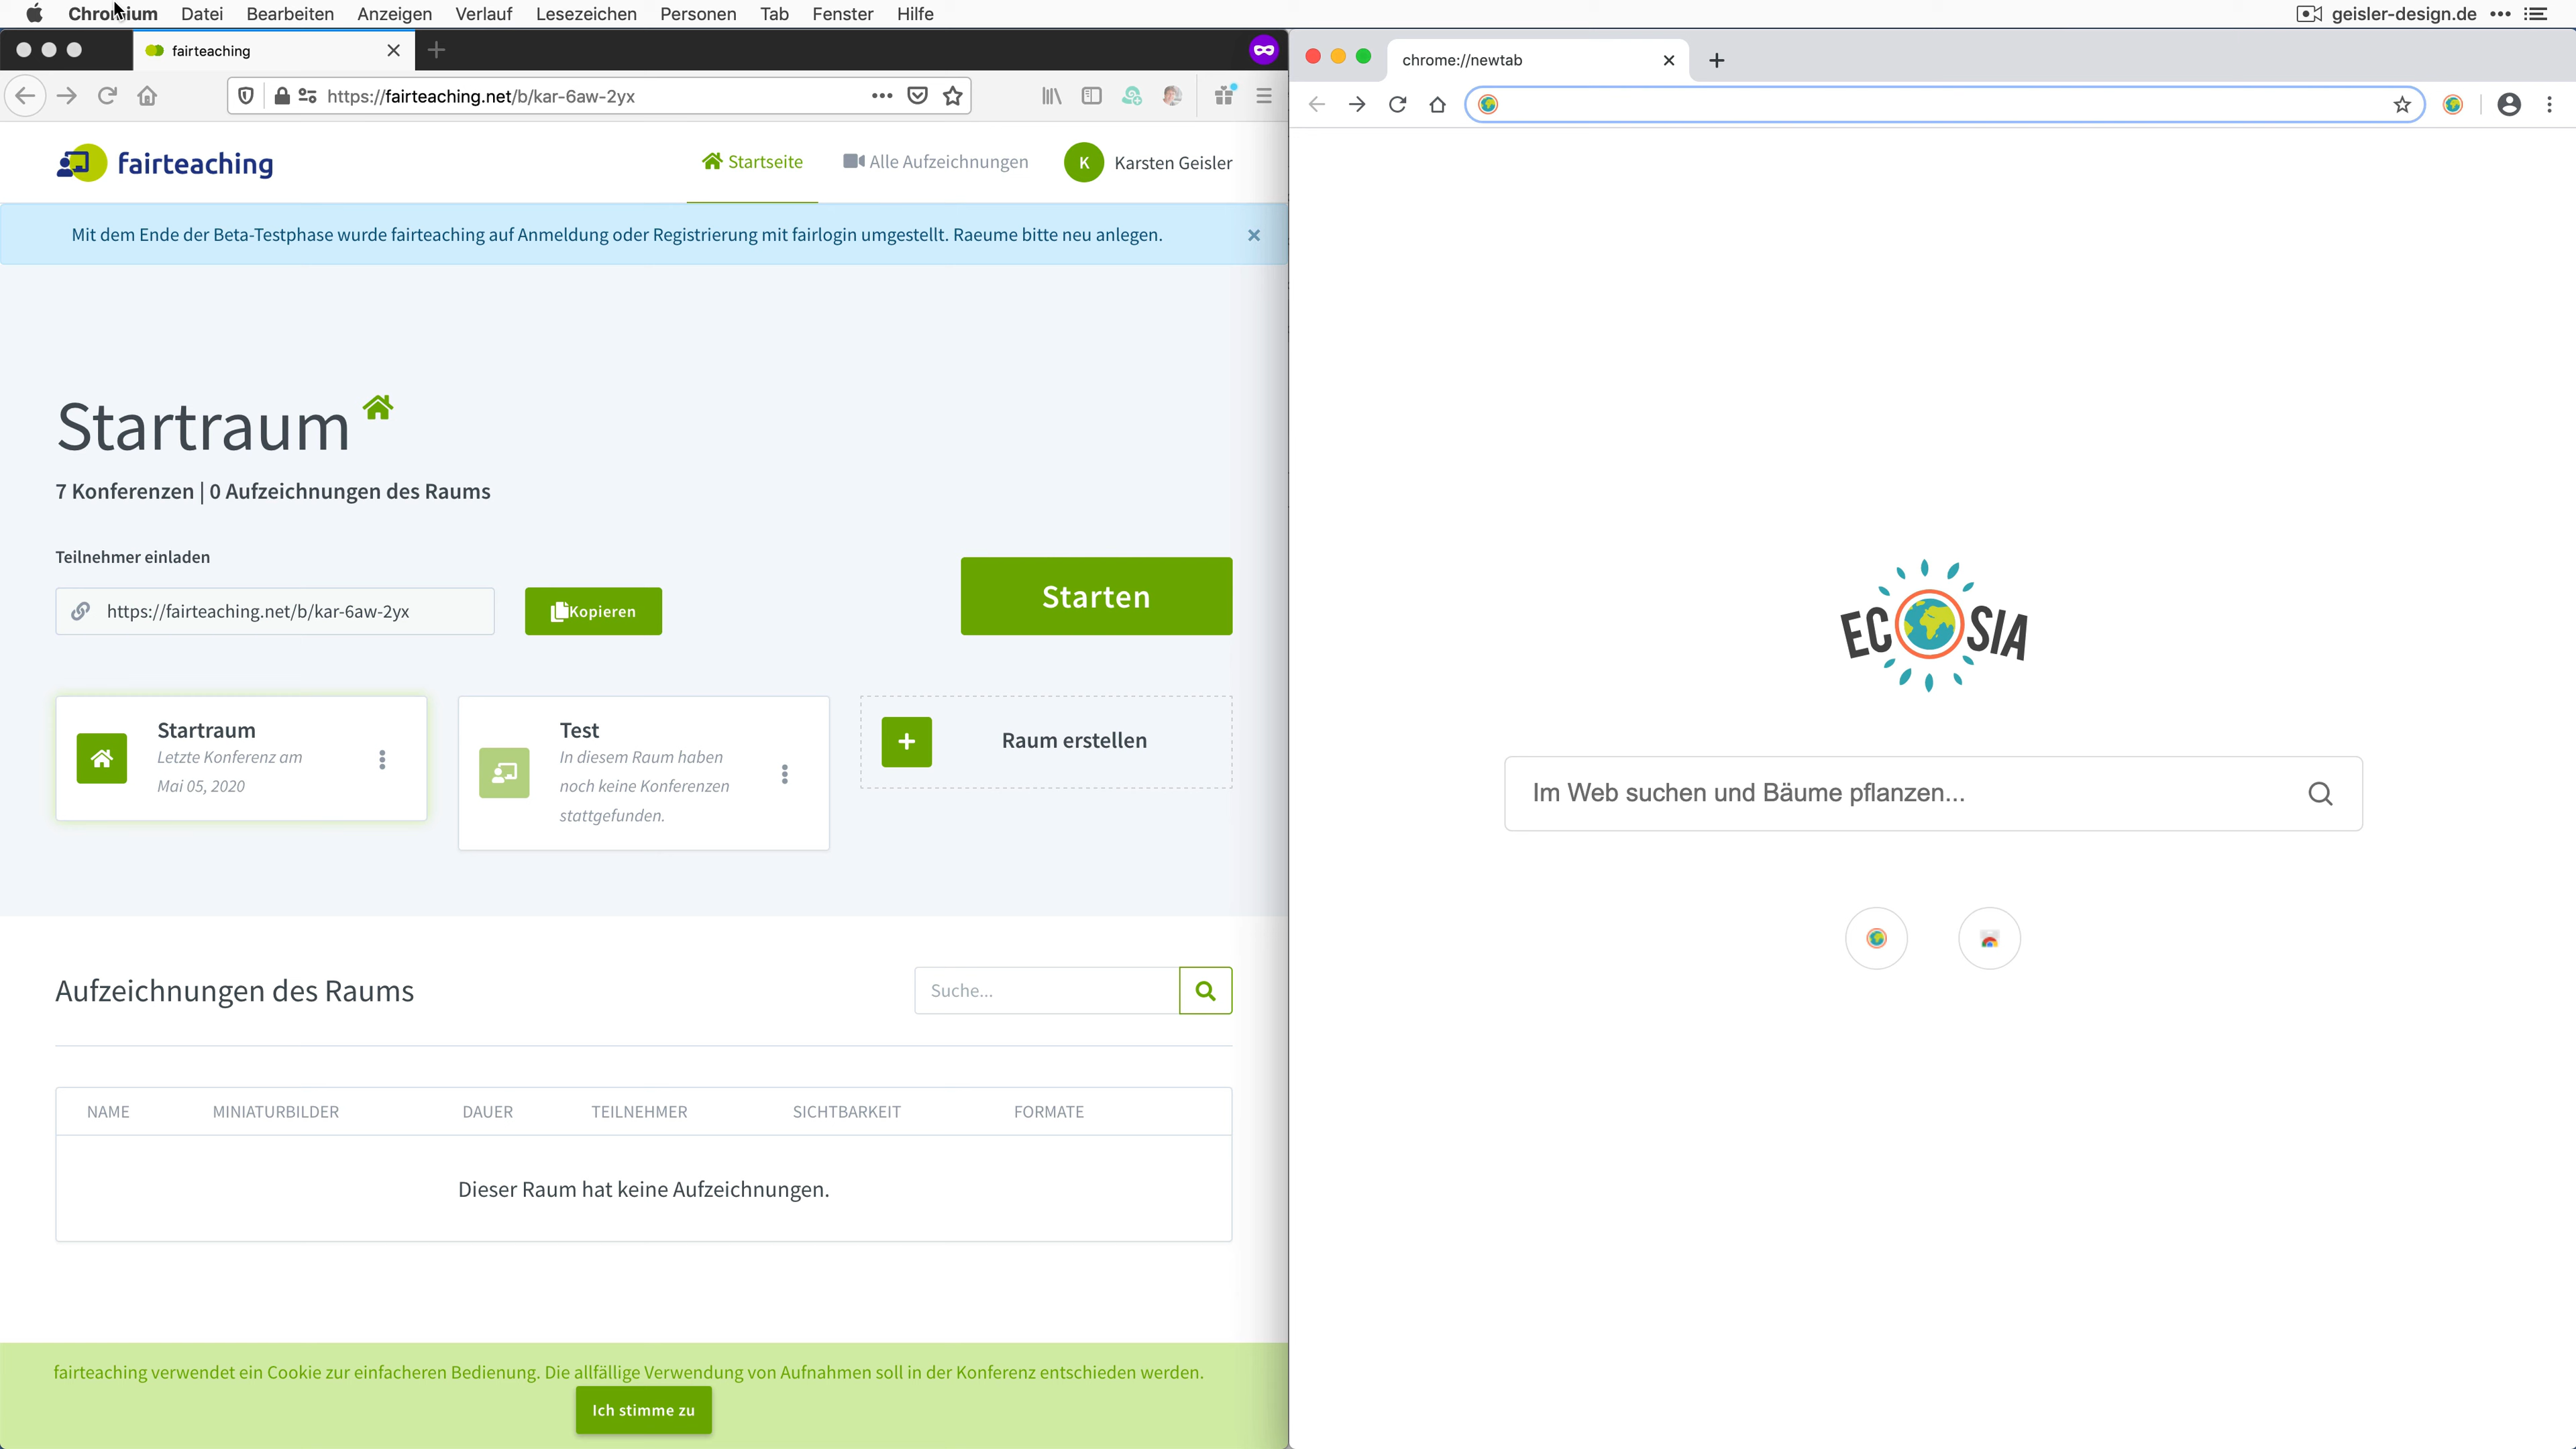 Chromium Datei Bearbeiten Anzeigen Verlauf Lesezeichen Personen Tab Fenster Hilfe
geisler-design.de
fairteaching
https://fairteaching.net/b/kar-6aw-2yx
fairteaching
Startseite
Alle Aufzeichnungen
K
Karsten Geisler
Mit dem Ende der Beta-Testphase wurde fairteaching auf Anmeldung oder Registrierung mit fairlogin umgestellt. Raeume bitte neu anlegen.
Startraum
7 Konferenzen | 0 Aufzeichnungen des Raums
Teilnehmer einladen
https://fairteaching.net/b/kar-6aw-2yx
Kopieren
Starten
Startraum
Letzte Konferenz am
Mai 05, 2020
Test
In diesem Raum haben
noch keine Konferenzen
stattgefunden.
Raum erstellen
Aufzeichnungen des Raums
Suche...
NAME MINIATURBILDER DAUER TEILNEHMER SICHTBARKEIT FORMATE
Dieser Raum hat keine Aufzeichnungen.
fairteaching verwendet ein Cookie zur einfacheren Bedienung. Die allfällige Verwendung von Aufnahmen soll in der Konferenz entschieden werden.
Ich stimme zu
chrome://newtab
ECOSIA
Im Web suchen und Bäume pflanzen...